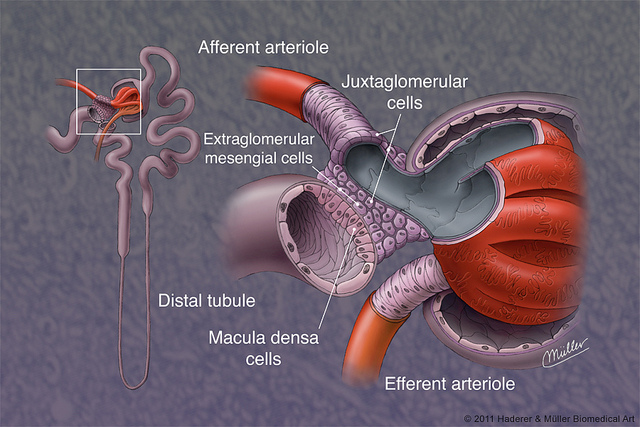 Afferent arteriole
Juxtaglomerular
cells
Extraglomerular
mesengial cells
Distal tubule
Macula densa
cells
Efferent arteriole
Müller
© 2011 Haderer & Müller Biomedical Art